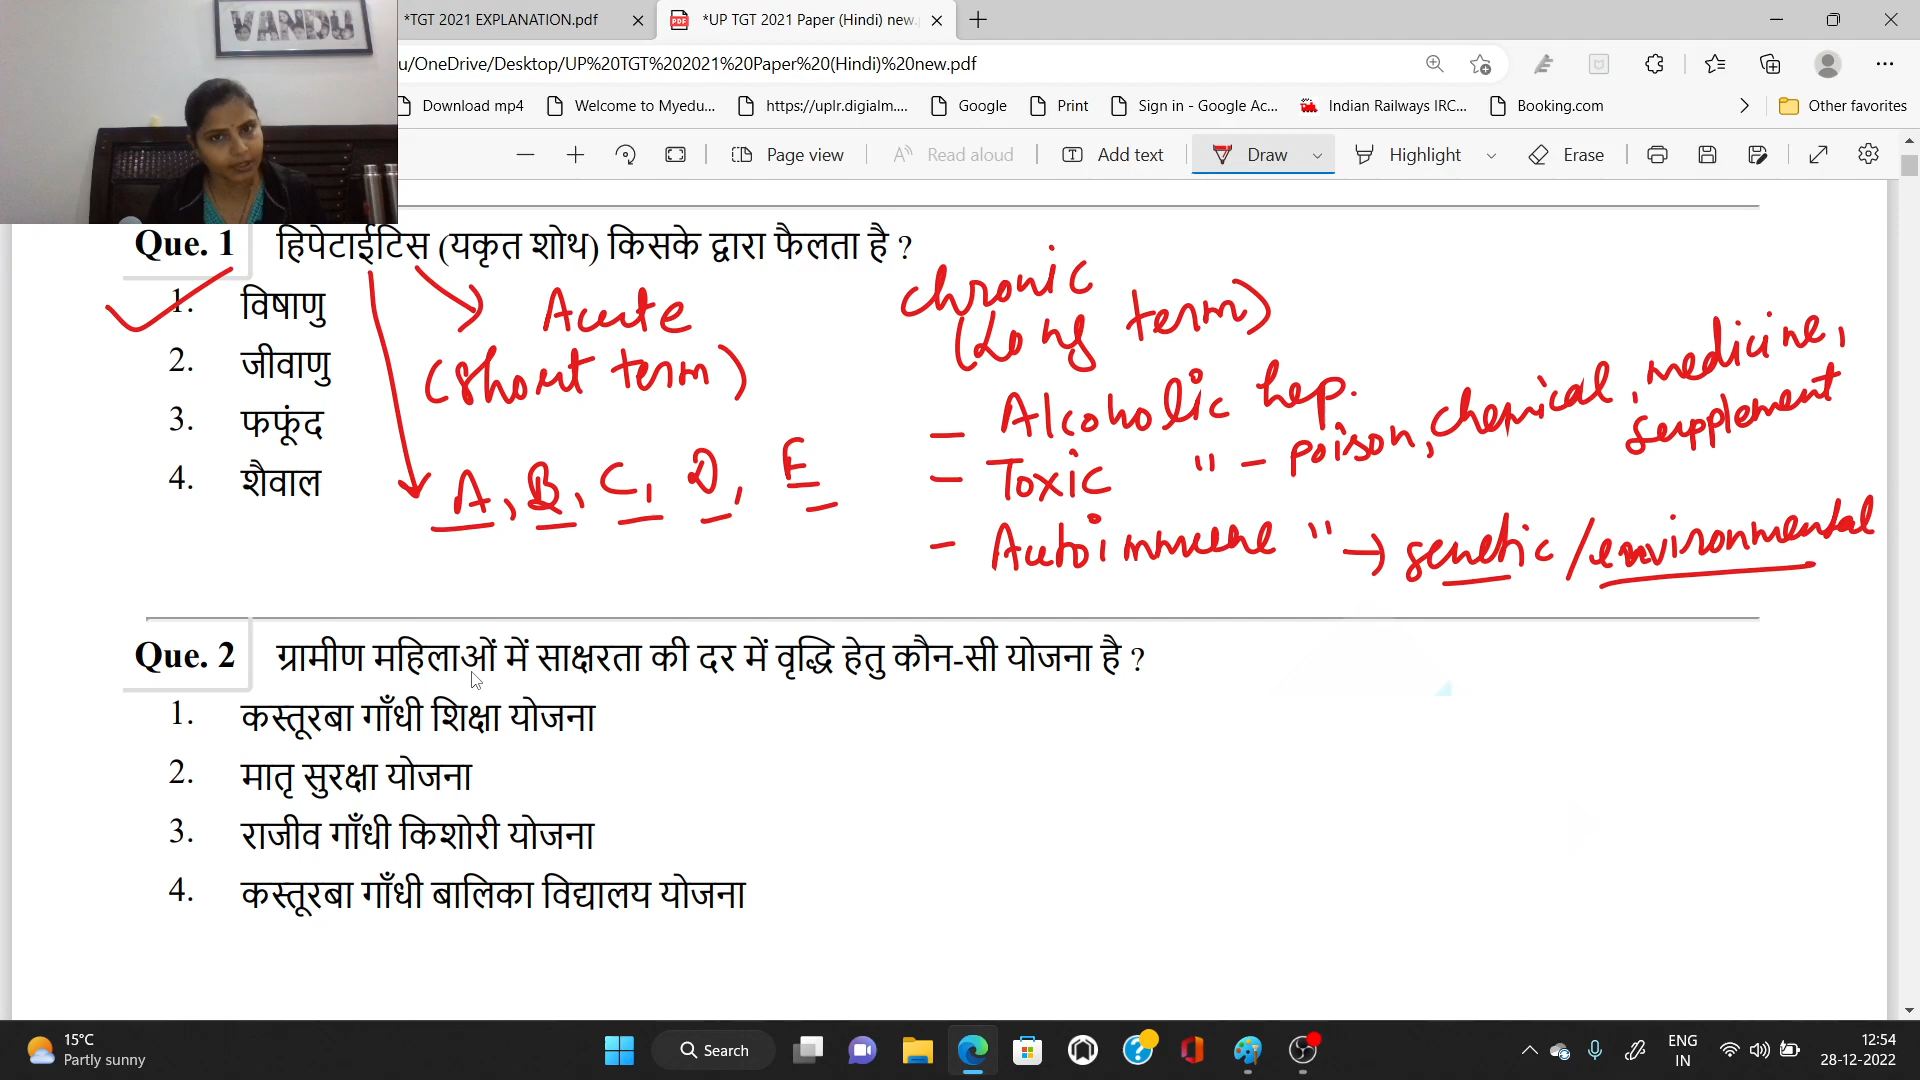 VANDU
*TGT 2021 EXPLANATION.pdf
*UP TGT 2021 Paper (Hindi) new.
u/OneDrive/Desktop/UP%20TGT%202021%20Paper%20(Hindi)%20new.pdf
Download mp4 Welcome to Myedu... https://uplr.digialm.... Google Print Sign in - Google Ac... Indian Railways IRC... Booking.com Other favorites
Page view Read aloud Add text Draw Highlight Erase
Que. 1 हिपेटाईटिस (यकृत शोथ) किसके द्वारा फैलता है ?
1. विषाणु
2. जीवाणु
3. फफूंद
4. शैवाल
Acute
(short term)
A, B, C, D, E
chronic
(Long term)
- Alcoholic hep.
- Toxic " - poison, chemical, medicine,
supplement
- Autoimmune " → genetic/environmental
Que. 2 ग्रामीण महिलाओं में साक्षरता की दर में वृद्धि हेतु कौन-सी योजना है ?
1. कस्तूरबा गाँधी शिक्षा योजना
2. मातृ सुरक्षा योजना
3. राजीव गाँधी किशोरी योजना
4. कस्तूरबा गाँधी बालिका विद्यालय योजना
15°C
Partly sunny
Search
ENG
IN
12:54
28-12-2022